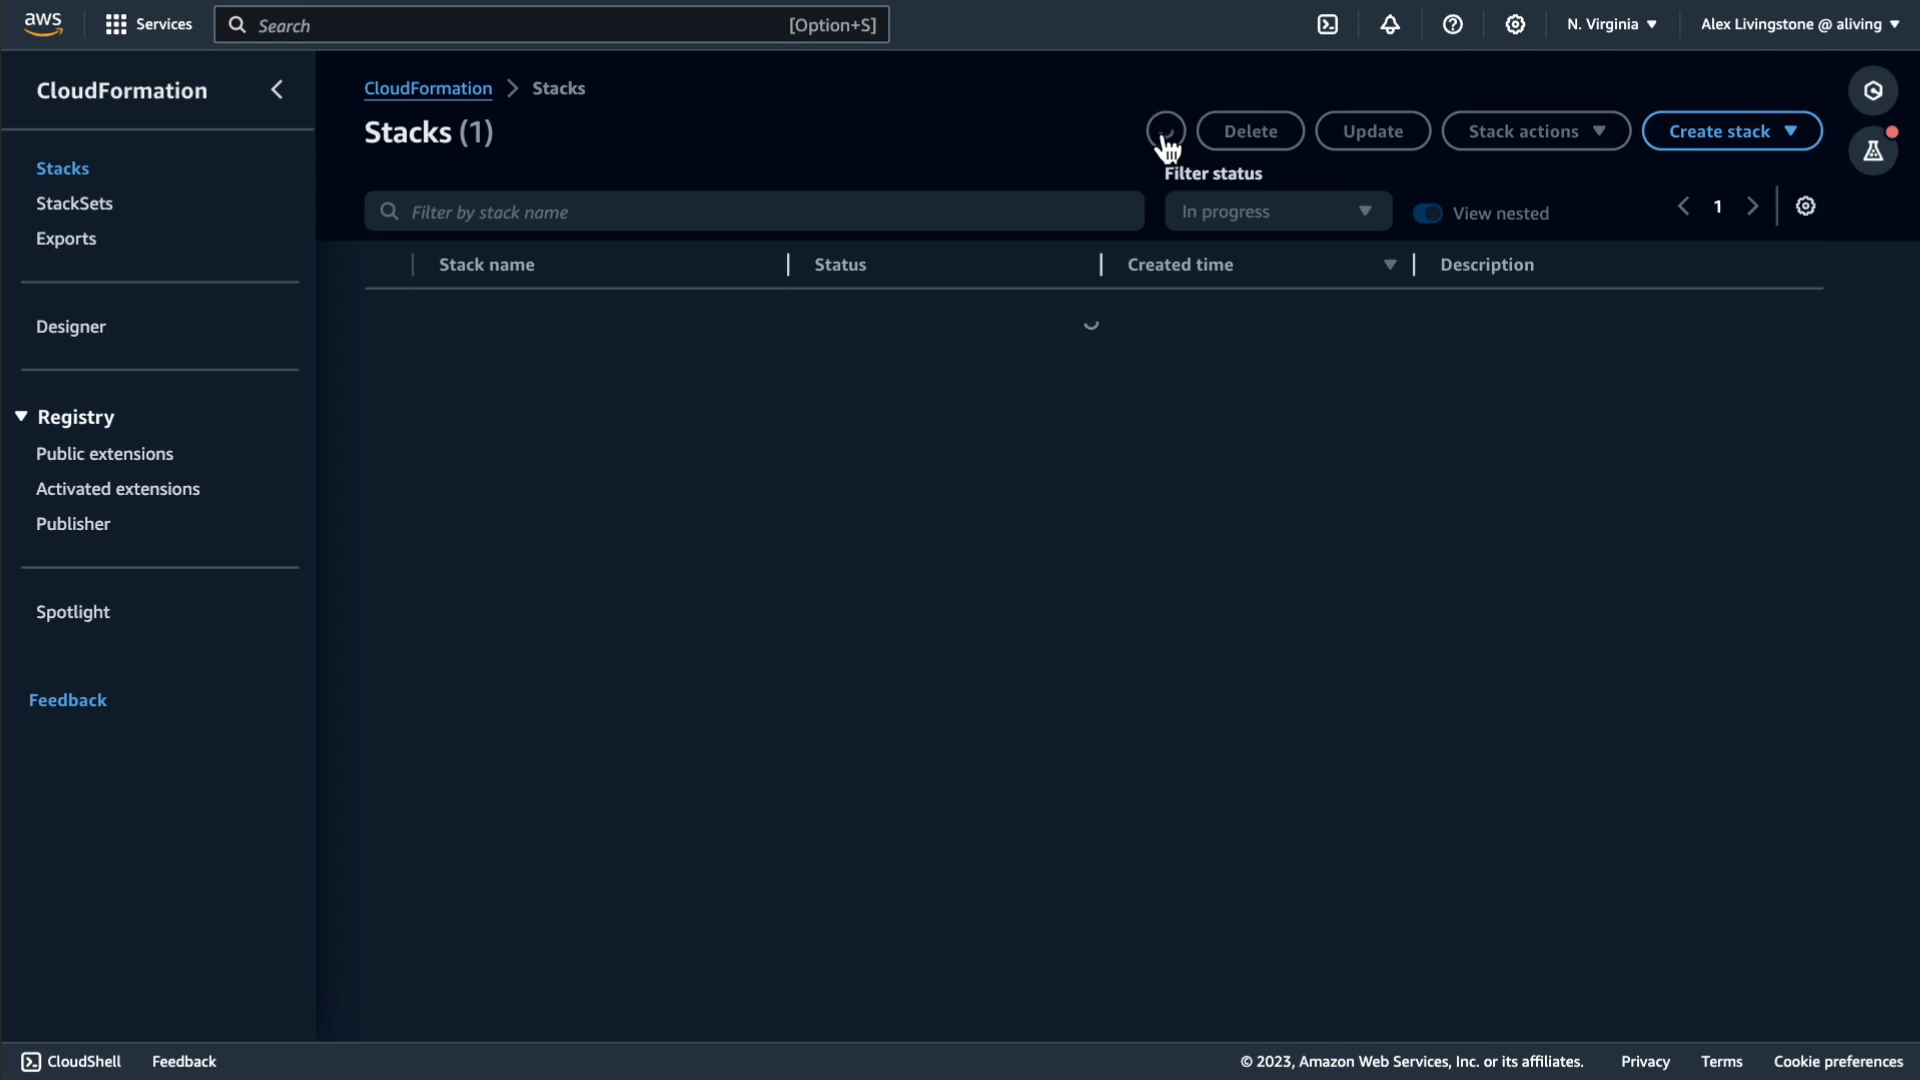 aws
Services
Search
[Option+S]
N. Virginia
Alex Livingstone @ aliving
CloudFormation
Stacks
StackSets
Exports
Designer
Registry
Public extensions
Activated extensions
Publisher
Spotlight
Feedback
CloudFormation
Stacks
Stacks (1)
Delete
Update
Stack actions
Create stack
Filter status
Filter by stack name
In progress
View nested
1
Stack name
Status
Created time
Description
CloudShell
Feedback
© 2023, Amazon Web Services, Inc. or its affiliates.
Privacy
Terms
Cookie preferences